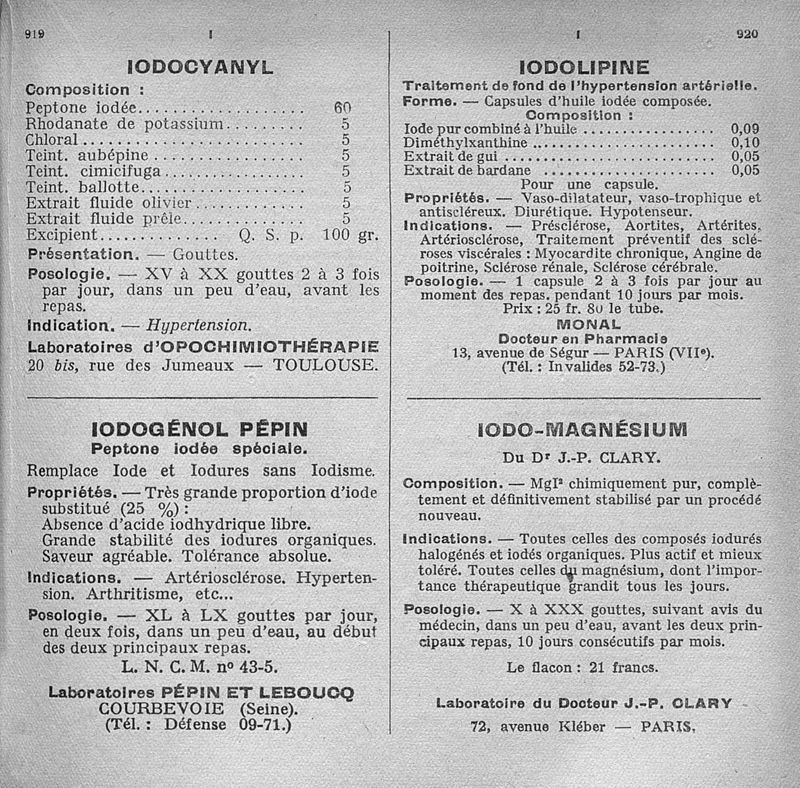 919 I
IODOCYANYL
Composition :
Peptone iodée.................... 60
Rhodanate de potassium......... 5
Chloral........................... 5
Teint. aubépine.................. 5
Teint. cimicifuga................. 5
Teint. ballotte.................... 5
Extrait fluide olivier............. 5
Extrait fluide prêle............... 5
Excipient.............. Q. S. p. 100 gr.
Présentation. — Gouttes.
Posologie. — XV à XX gouttes 2 à 3 fois
par jour, dans un peu d'eau, avant les
repas.
Indication. — Hypertension.
Laboratoires d'OPOCHIMIOTHÉRAPIE
20 bis, rue des Jumeaux — TOULOUSE.
IODOGÉNOL PÉPIN
Peptone iodée spéciale.
Remplace Iode et Iodures sans Iodisme.
Propriétés. — Très grande proportion d'iode
substitué (25 %) :
Absence d'acide iodhydrique libre.
Grande stabilité des iodures organiques.
Saveur agréable. Tolérance absolue.
Indications. — Artériosclérose. Hyperten-
sion. Arthritisme, etc...
Posologie. — XL à LX gouttes par jour,
en deux fois, dans un peu d'eau, au début
des deux principaux repas.
L. N. C. M. nº 43-5.
Laboratoires PÉPIN ET LEBOUCQ
COURBEVOIE (Seine).
(Tél. : Défense 09-71.)
I 920
IODOLIPINE
Traitement de fond de l'hypertension artérielle.
Forme. — Capsules d'huile iodée composée.
Composition :
Iode pur combiné à l'huile ................ 0,09
Diméthylxanthine ...................... 0,10
Extrait de gui ......................... 0,05
Extrait de bardane ..................... 0,05
Pour une capsule.
Propriétés. — Vaso-dilatateur, vaso-trophique et
antiscléreux. Diurétique. Hypotenseur.
Indications. — Présclérose, Aortites, Artérites,
Artériosclérose, Traitement préventif des sclé-
roses viscérales : Myocardite chronique, Angine de
poitrine, Sclérose rénale, Sclérose cérébrale.
Posologie. — 1 capsule 2 à 3 fois par jour au
moment des repas, pendant 10 jours par mois.
Prix : 25 fr. 80 le tube.
MONAL
Docteur en Pharmacie
13, avenue de Ségur — PARIS (VIIe).
(Tél. : Invalides 52-73.)
IODO-MAGNÉSIUM
Du Dr J.-P. CLARY.
Composition. — MgI² chimiquement pur, complè-
tement et définitivement stabilisé par un procédé
nouveau.
Indications. — Toutes celles des composés iodurés
halogénés et iodés organiques. Plus actif et mieux
toléré. Toutes celles du magnésium, dont l'impor-
tance thérapeutique grandit tous les jours.
Posologie. — X à XXX gouttes, suivant avis du
médecin, dans un peu d'eau, avant les deux prin-
cipaux repas, 10 jours consécutifs par mois.
Le flacon : 21 francs.
Laboratoire du Docteur J.-P. CLARY
72, avenue Kléber — PARIS.